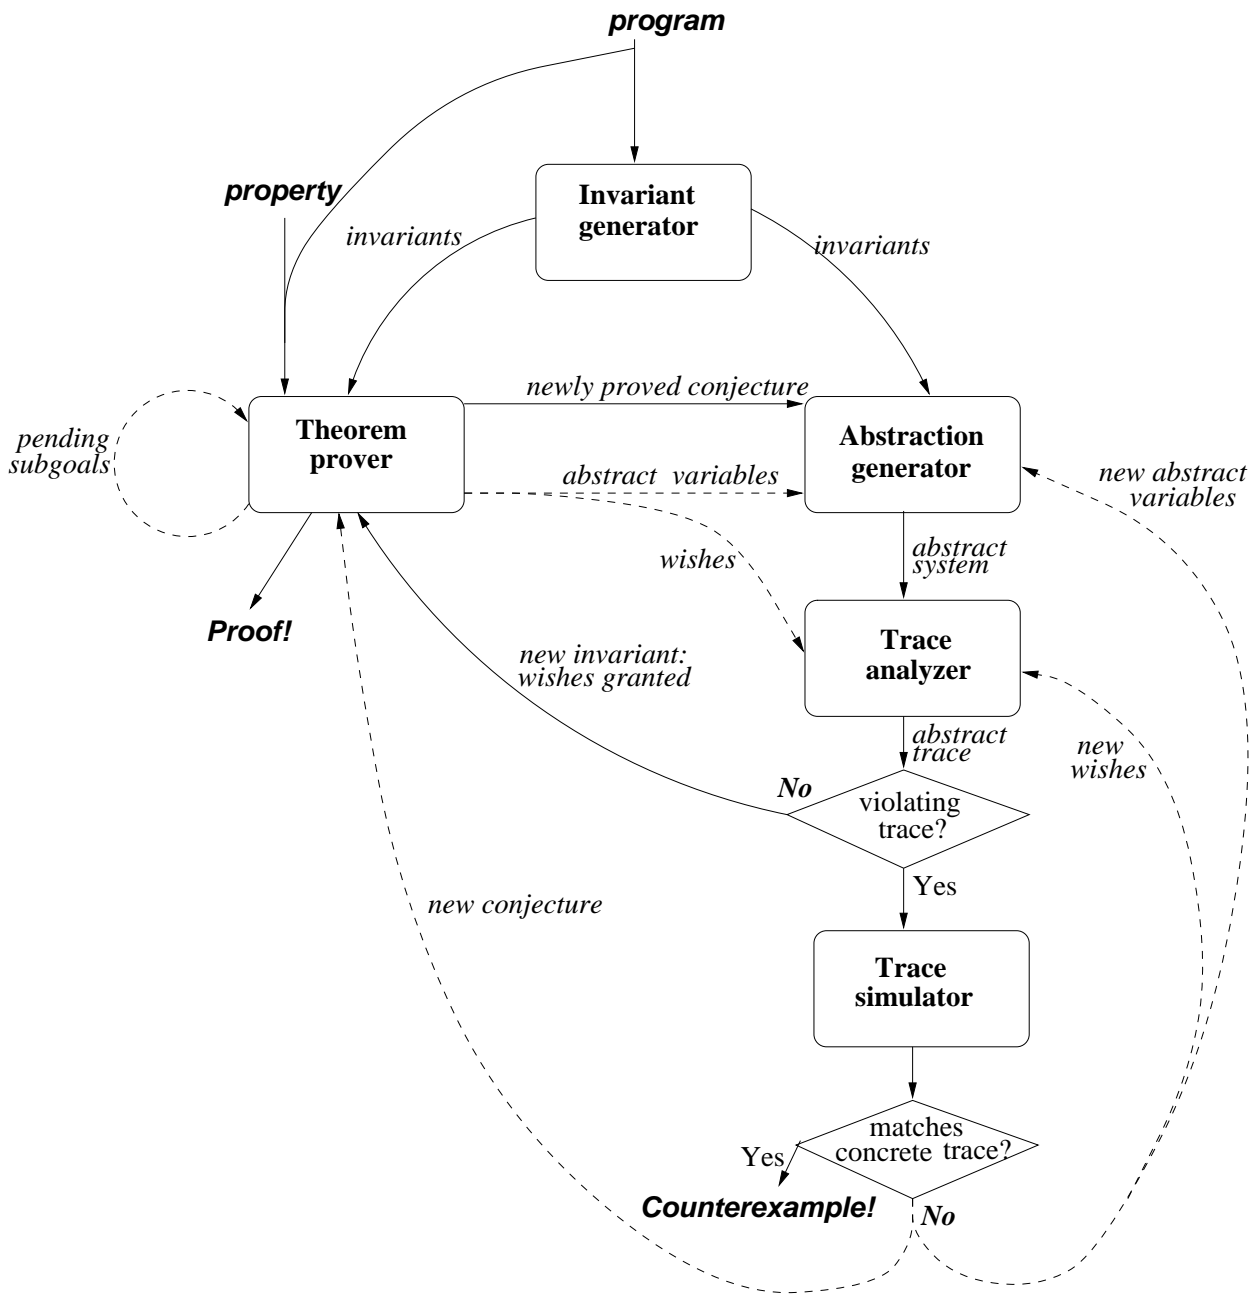 program
property
Invariant
generator
invariants
invariants
newly proved conjecture
Theorem
prover
Abstraction
generator
pending
subgoals
abstract variables
new abstract
variables
wishes
abstract
system
Proof!
Trace
analyzer
new invariant:
wishes granted
abstract
trace
new
wishes
No
violating
trace?
Yes
new conjecture
Trace
simulator
matches
concrete trace?
Yes
Counterexample!
No